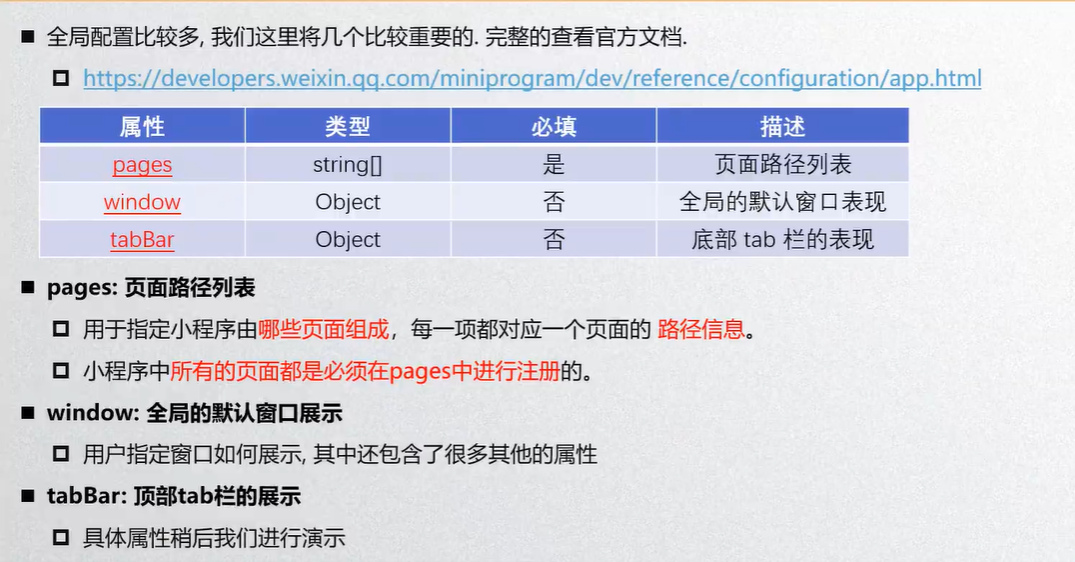 全局配置比较多, 我们这里将几个比较重要的. 完整的查看官方文档.
https://developers.weixin.qq.com/miniprogram/dev/reference/configuration/app.html
属性 类型 必填 描述
pages string[] 是 页面路径列表
window Object 否 全局的默认窗口表现
tabBar Object 否 底部 tab 栏的表现
pages: 页面路径列表
用于指定小程序由哪些页面组成，每一项都对应一个页面的 路径信息。
小程序中所有的页面都是必须在pages中进行注册的。
window: 全局的默认窗口展示
用户指定窗口如何展示, 其中还包含了很多其他的属性
tabBar: 顶部tab栏的展示
具体属性稍后我们进行演示